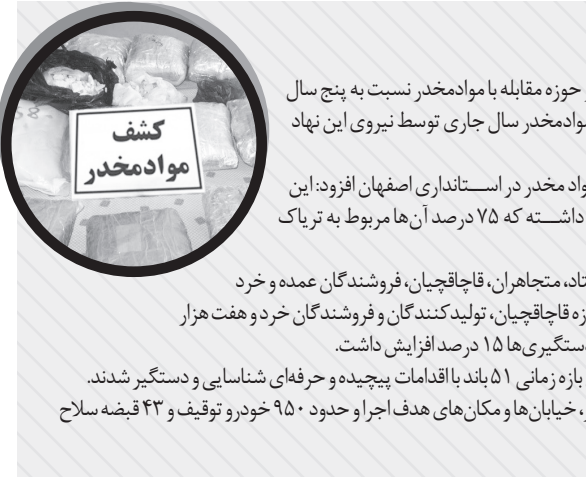 کشف
موادمخدر
حوزه مقابله با موادمخدر نسبت به پنج سال
موادمخدر سال جاری توسط نیروی این نهاد
واد مخدر در اســتانداری اصفهان افزود: این
داشــته که ۷۵ درصد آن‌ها مربوط به تریاک
تاد، متجاهران، قاچاقچیان، فروشندگان عمده و خرد
زه قاچاقچیان، تولیدکنندگان و فروشندگان خرد و هفت هزار
دستگیری‌ها ۱۵ درصد افزایش داشت.
بازه زمانی ۵۱ باند با اقدامات پیچیده و حرفه‌ای شناسایی و دستگیر شدند.
ر، خیابان‌ها و مکان‌های هدف اجرا و حدود ۹۵۰ خودرو توقیف و ۴۳ قبضه سلاح